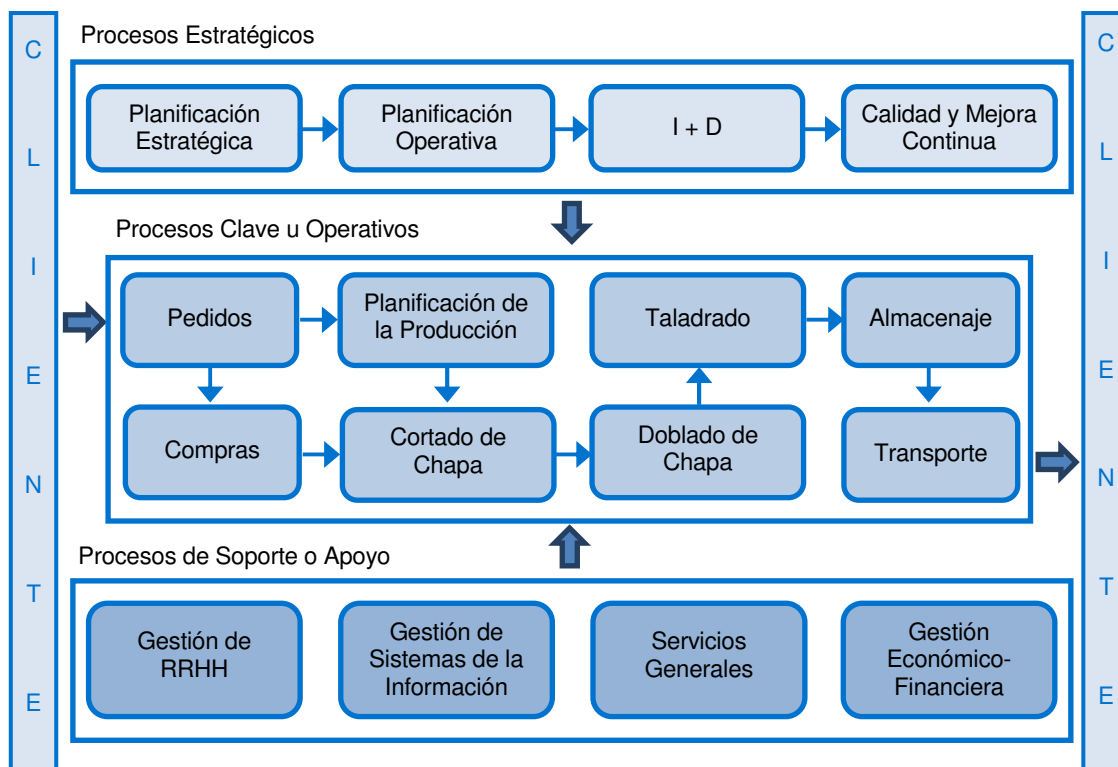 C
L
I
E
N
T
E
Procesos Estratégicos
Planificación
Estratégica
Planificación
Operativa
I + D
Calidad y Mejora
Continua
Procesos Clave u Operativos
Pedidos
Planificación de
la Producción
Taladrado
Almacenaje
Compras
Cortado de
Chapa
Doblado de
Chapa
Transporte
Procesos de Soporte o Apoyo
Gestión de
RRHH
Gestión de
Sistemas de la
Información
Servicios
Generales
Gestión
Económico-
Financiera
C
L
I
E
N
T
E